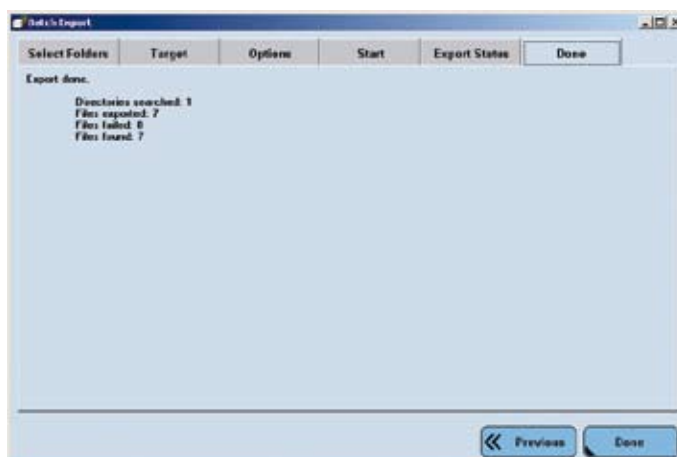 Batch Export
Select Folders Target Options Start Export Status Done
Export done.
Directories searched: 1
Files exported: 7
Files failed: 0
Files found: 7
Previous Done